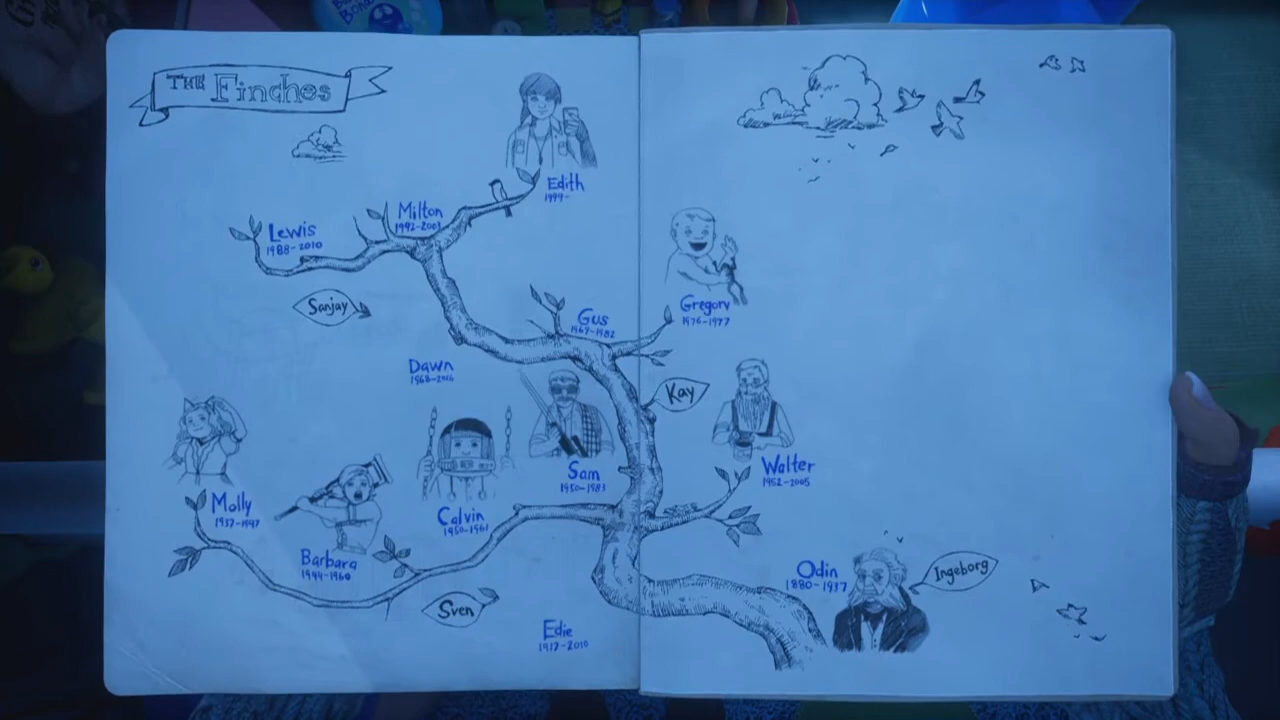 THE Finches
Edith
1999-
Milton
1992-2003
Lewis
1988-2010
Sanjay
Gregory
1976-1977
Gus
1969-1982
Dawn
1968-2016
Kay
Walter
1952-2005
Sam
1950-1983
Calvin
1950-1961
Molly
1937-1947
Barbara
1944-1960
Sven
Edie
1917-2010
Odin
1880-1937
Ingeborg